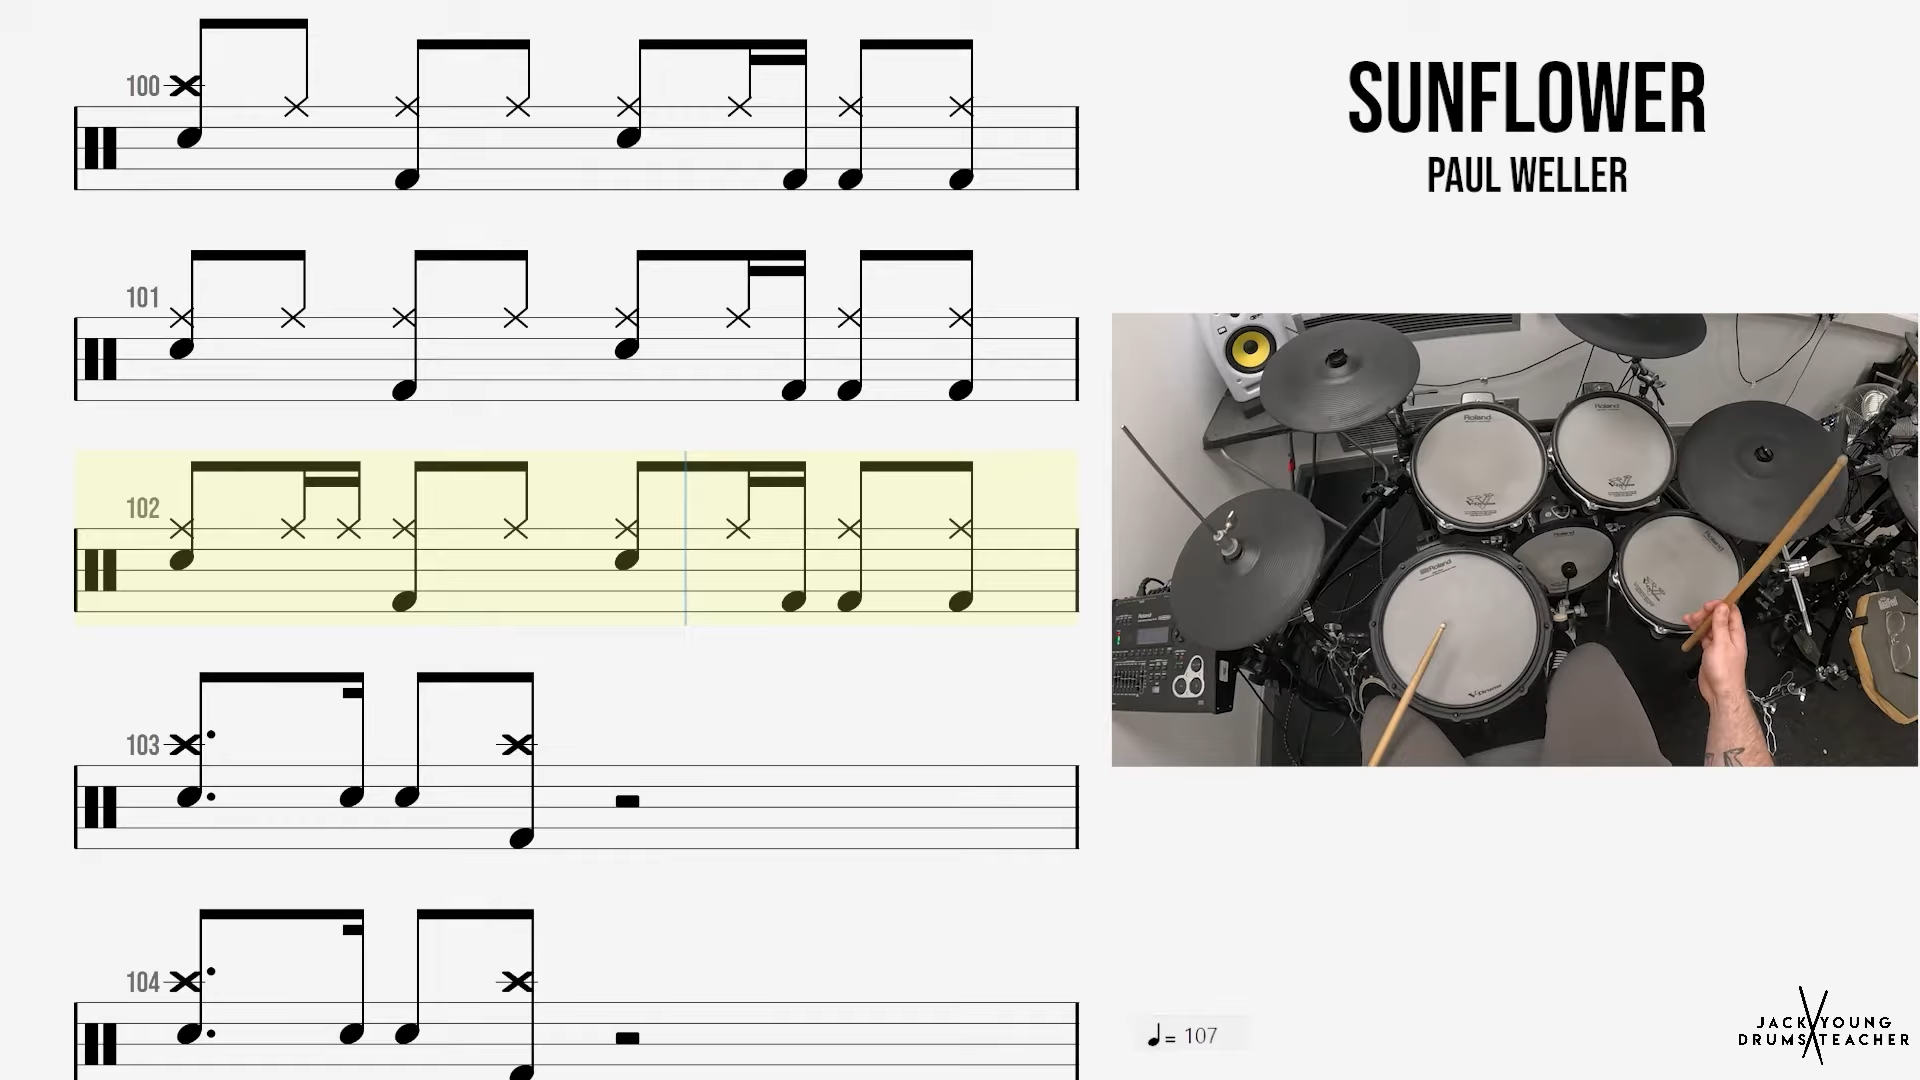 SUNFLOWER
PAUL WELLER
100
101
102
103
104
Roland
Roland
Roland
Roland
V-Drums
= 107
JACK YOUNG
DRUMS TEACHER